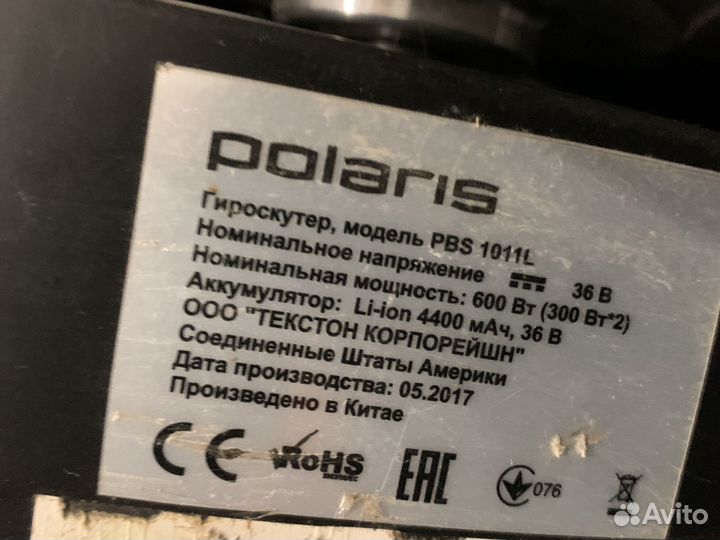 polaris
Гироскутер, модель PBS 1011L
Номинальное напряжение 36 В
Номинальная мощность: 600 Вт (300 Вт*2)
Аккумулятор: Li-ion 4400 мАч, 36 В
ООО "ТЕКСТОН КОРПОРЕЙШН"
Соединенные Штаты Америки
Дата производства: 05.2017
Произведено в Китае
CE RoHS EAC 076
Avito